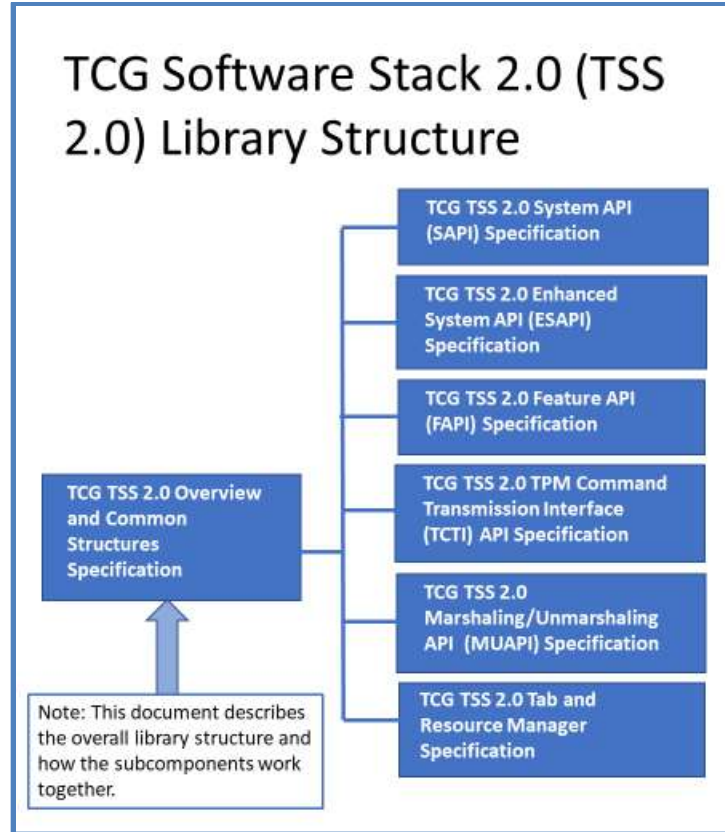 TCG Software Stack 2.0 (TSS
2.0) Library Structure
TCG TSS 2.0 System API
(SAPI) Specification
TCG TSS 2.0 Enhanced
System API (ESAPI)
Specification
TCG TSS 2.0 Feature API
(FAPI) Specification
TCG TSS 2.0 Overview
and Common
Structures
Specification
TCG TSS 2.0 TPM Command
Transmission Interface
(TCTI) API Specification
TCG TSS 2.0
Marshaling/Unmarshaling
API (MUAPI) Specification
TCG TSS 2.0 Tab and
Resource Manager
Specification
Note: This document describes
the overall library structure and
how the subcomponents work
together.